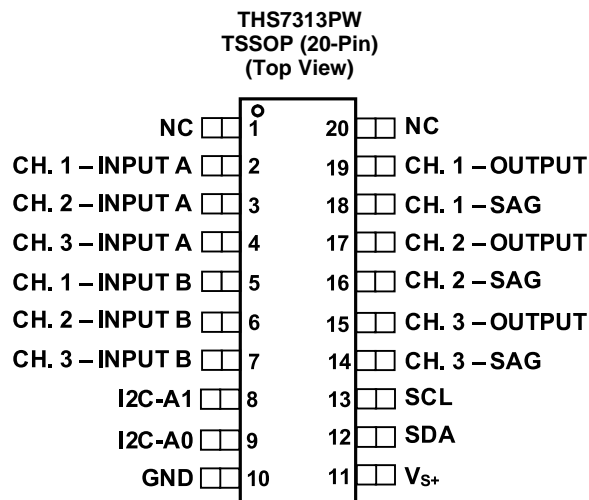 THS7313PW
TSSOP (20-Pin)
(Top View)
NC 1 20 NC
CH. 1 – INPUT A 2 19 CH. 1 – OUTPUT
CH. 2 – INPUT A 3 18 CH. 1 – SAG
CH. 3 – INPUT A 4 17 CH. 2 – OUTPUT
CH. 1 – INPUT B 5 16 CH. 2 – SAG
CH. 2 – INPUT B 6 15 CH. 3 – OUTPUT
CH. 3 – INPUT B 7 14 CH. 3 – SAG
I2C-A1 8 13 SCL
I2C-A0 9 12 SDA
GND 10 11 VS+